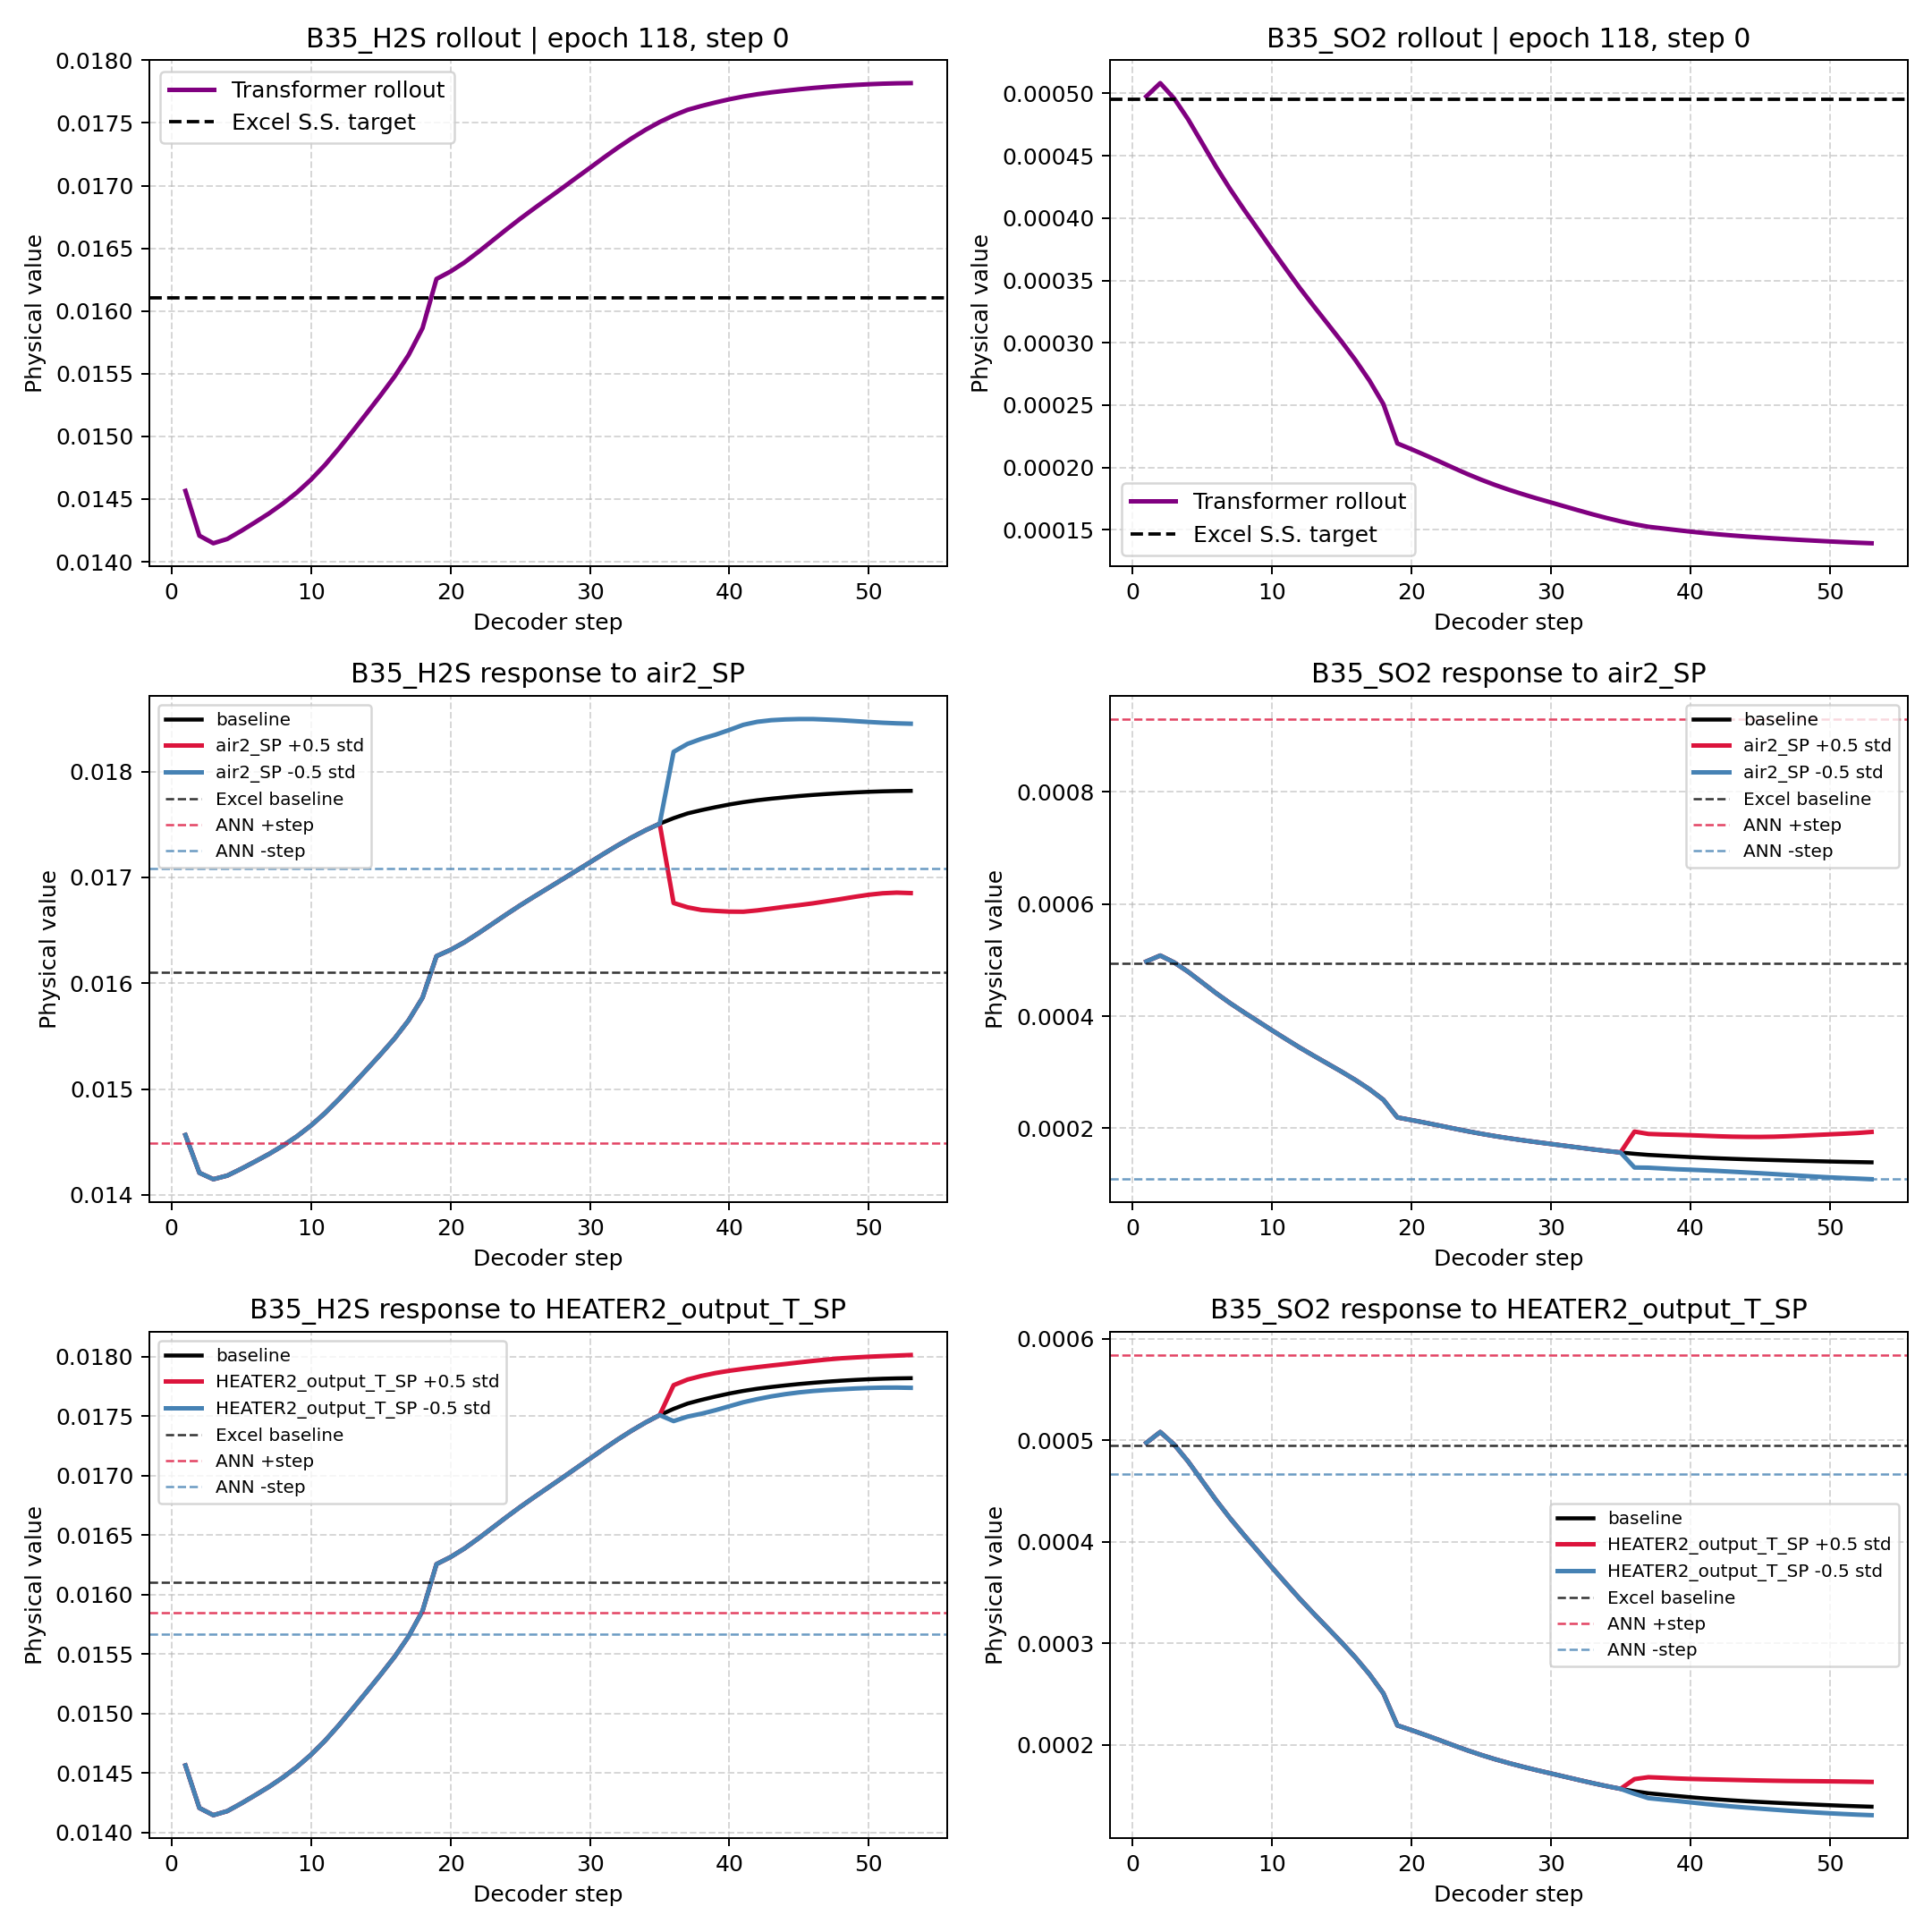 B35_H2S rollout | epoch 118, step 0
Physical value
0.0180
0.0175
0.0170
0.0165
0.0160
0.0155
0.0150
0.0145
0.0140
Transformer rollout
Excel S.S. target
0 10 20 30 40 50
Decoder step
B35_SO2 rollout | epoch 118, step 0
Physical value
0.00050
0.00045
0.00040
0.00035
0.00030
0.00025
0.00020
0.00015
Transformer rollout
Excel S.S. target
0 10 20 30 40 50
Decoder step
B35_H2S response to air2_SP
Physical value
0.018
0.017
0.016
0.015
0.014
baseline
air2_SP +0.5 std
air2_SP -0.5 std
Excel baseline
ANN +step
ANN -step
0 10 20 30 40 50
Decoder step
B35_SO2 response to air2_SP
Physical value
0.0008
0.0006
0.0004
0.0002
baseline
air2_SP +0.5 std
air2_SP -0.5 std
Excel baseline
ANN +step
ANN -step
0 10 20 30 40 50
Decoder step
B35_H2S response to HEATER2_output_T_SP
Physical value
0.0180
0.0175
0.0170
0.0165
0.0160
0.0155
0.0150
0.0145
0.0140
baseline
HEATER2_output_T_SP +0.5 std
HEATER2_output_T_SP -0.5 std
Excel baseline
ANN +step
ANN -step
0 10 20 30 40 50
Decoder step
B35_SO2 response to HEATER2_output_T_SP
Physical value
0.0006
0.0005
0.0004
0.0003
0.0002
baseline
HEATER2_output_T_SP +0.5 std
HEATER2_output_T_SP -0.5 std
Excel baseline
ANN +step
ANN -step
0 10 20 30 40 50
Decoder step